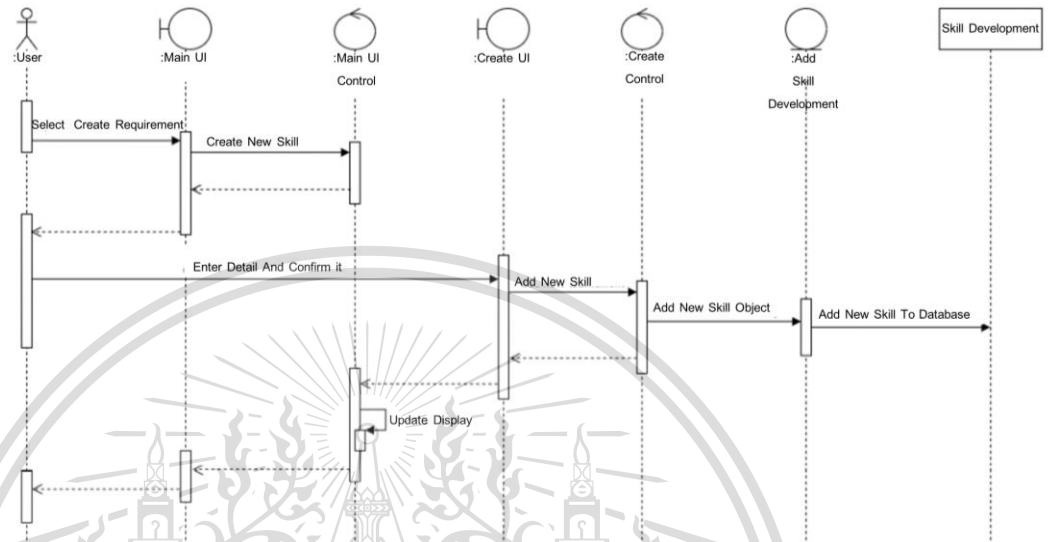 :User
:Main UI
:Main UI
Control
:Create UI
:Create
Control
:Add
Skill
Development
Skill Development
Select Create Requirement
Create New Skill
Enter Detail And Confirm it
Add New Skill
Add New Skill Object
Add New Skill To Database
Update Display